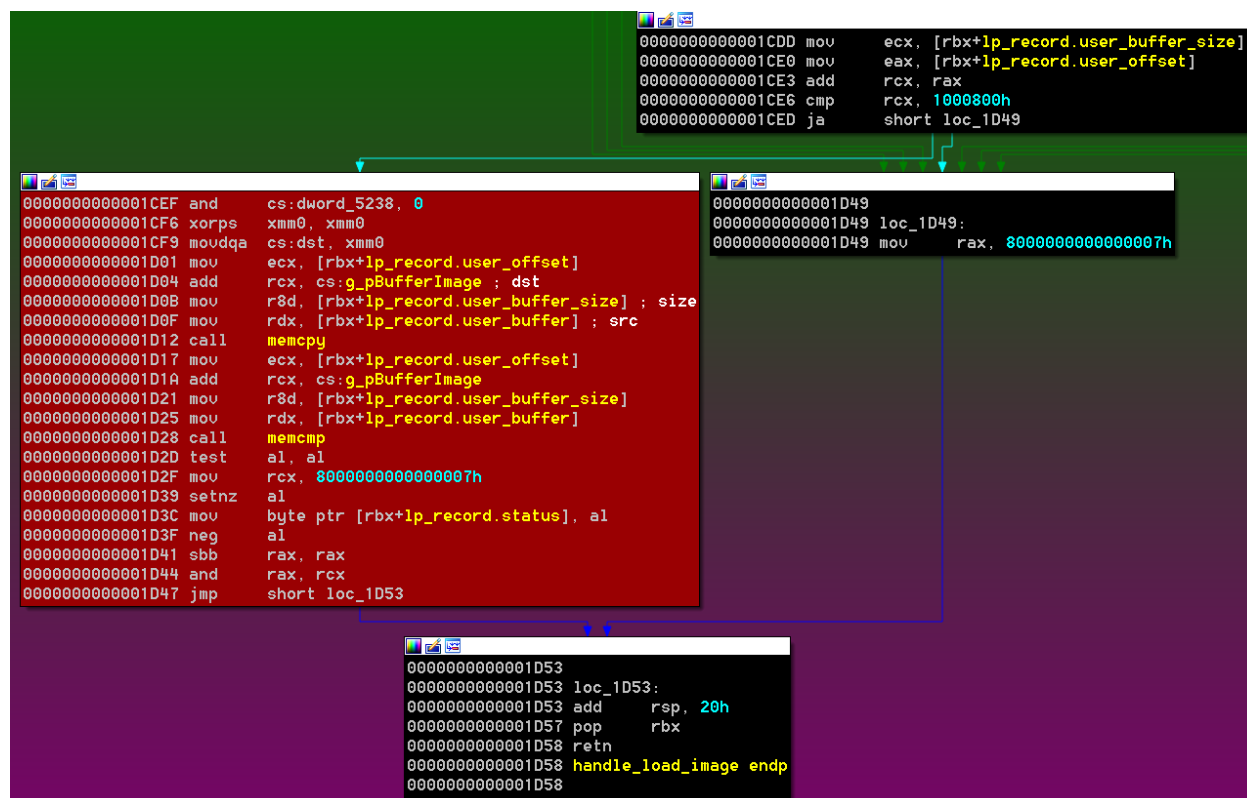 0000000000001CDD mov ecx, [rbx+lp_record.user_buffer_size]
0000000000001CE0 mov eax, [rbx+lp_record.user_offset]
0000000000001CE3 add rcx, rax
0000000000001CE6 cmp rcx, 1000800h
0000000000001CED ja short loc_1D49
0000000000001CEF and cs:dword_5238, 0
0000000000001CF6 xorps xmm0, xmm0
0000000000001CF9 movdqa cs:dst, xmm0
0000000000001D01 mov ecx, [rbx+lp_record.user_offset]
0000000000001D04 add rcx, cs:g_pBufferImage ; dst
0000000000001D0B mov r8d, [rbx+lp_record.user_buffer_size] ; size
0000000000001D0F mov rdx, [rbx+lp_record.user_buffer] ; src
0000000000001D12 call memcpy
0000000000001D17 mov ecx, [rbx+lp_record.user_offset]
0000000000001D1A add rcx, cs:g_pBufferImage
0000000000001D21 mov r8d, [rbx+lp_record.user_buffer_size]
0000000000001D25 mov rdx, [rbx+lp_record.user_buffer]
0000000000001D28 call memcmp
0000000000001D2D test al, al
0000000000001D2F mov rcx, 8000000000000007h
0000000000001D39 setnz al
0000000000001D3C mov byte ptr [rbx+lp_record.status], al
0000000000001D3F neg al
0000000000001D41 sbb rax, rax
0000000000001D44 and rax, rcx
0000000000001D47 jmp short loc_1D53
0000000000001D49
0000000000001D49 loc_1D49:
0000000000001D49 mov rax, 8000000000000007h
0000000000001D53
0000000000001D53 loc_1D53:
0000000000001D53 add rsp, 20h
0000000000001D57 pop rbx
0000000000001D58 retn
0000000000001D58 handle_load_image endp
0000000000001D58